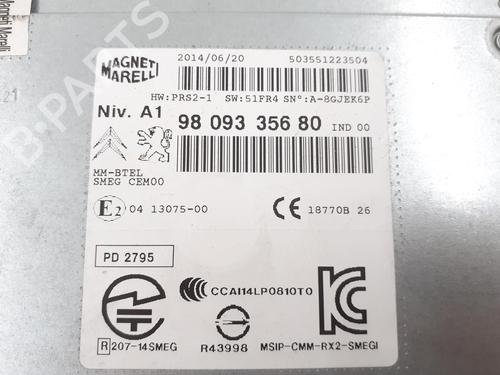 Magneti Marelli
MAGNETI
MARELLI
2014/06/20
503551223504
HW:PRS2-1 SW:51FR4 SN°:A-8GJEK6P
Niv. A1
98 093 356 80 IND 00
MM-BTEL
SMEG CEM00
E2 04 13075-00
CE 18770B 26
PD 2795
CCAI14LP0810T0
R 207-14SMEG
R43998
MSIP-CMM-RX2-SMEGI
B-PARTS